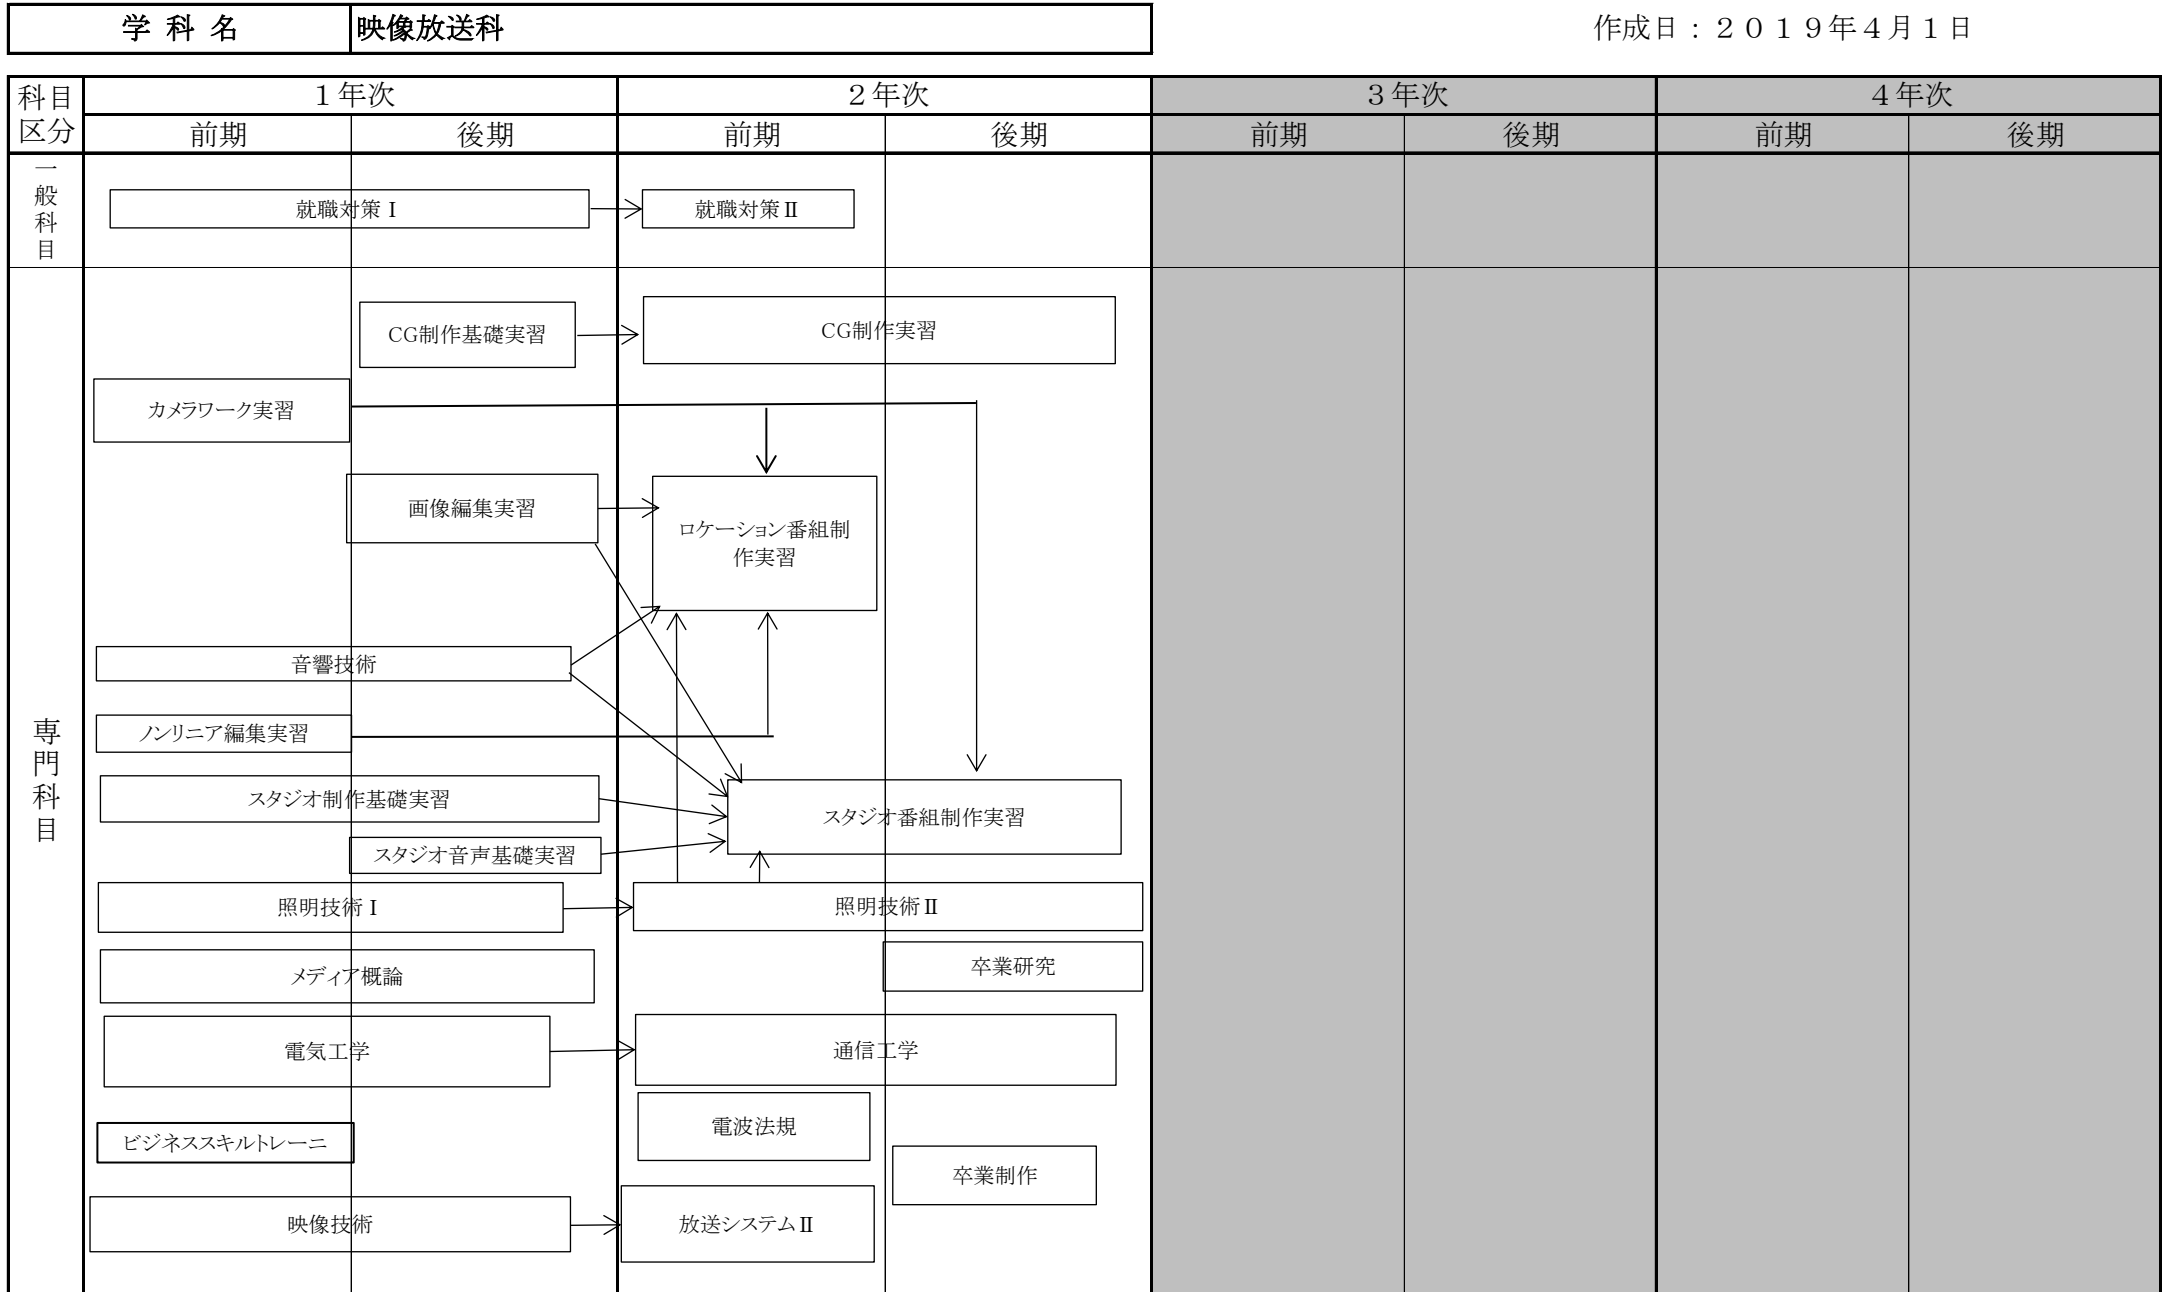 学 科 名
映像放送科
作成日：２０１９年４月１日
科目
区分
１年次
２年次
３年次
４年次
前期
後期
前期
後期
前期
後期
前期
後期
一般科目
就職対策Ⅰ
就職対策Ⅱ
専門科目
CG制作基礎実習
CG制作実習
カメラワーク実習
画像編集実習
ロケーション番組制
作実習
音響技術
ノンリニア編集実習
スタジオ制作基礎実習
スタジオ番組制作実習
スタジオ音声基礎実習
照明技術Ⅰ
照明技術Ⅱ
メディア概論
卒業研究
電気工学
通信工学
電波法規
ビジネススキルトレーニ
卒業制作
映像技術
放送システムⅡ